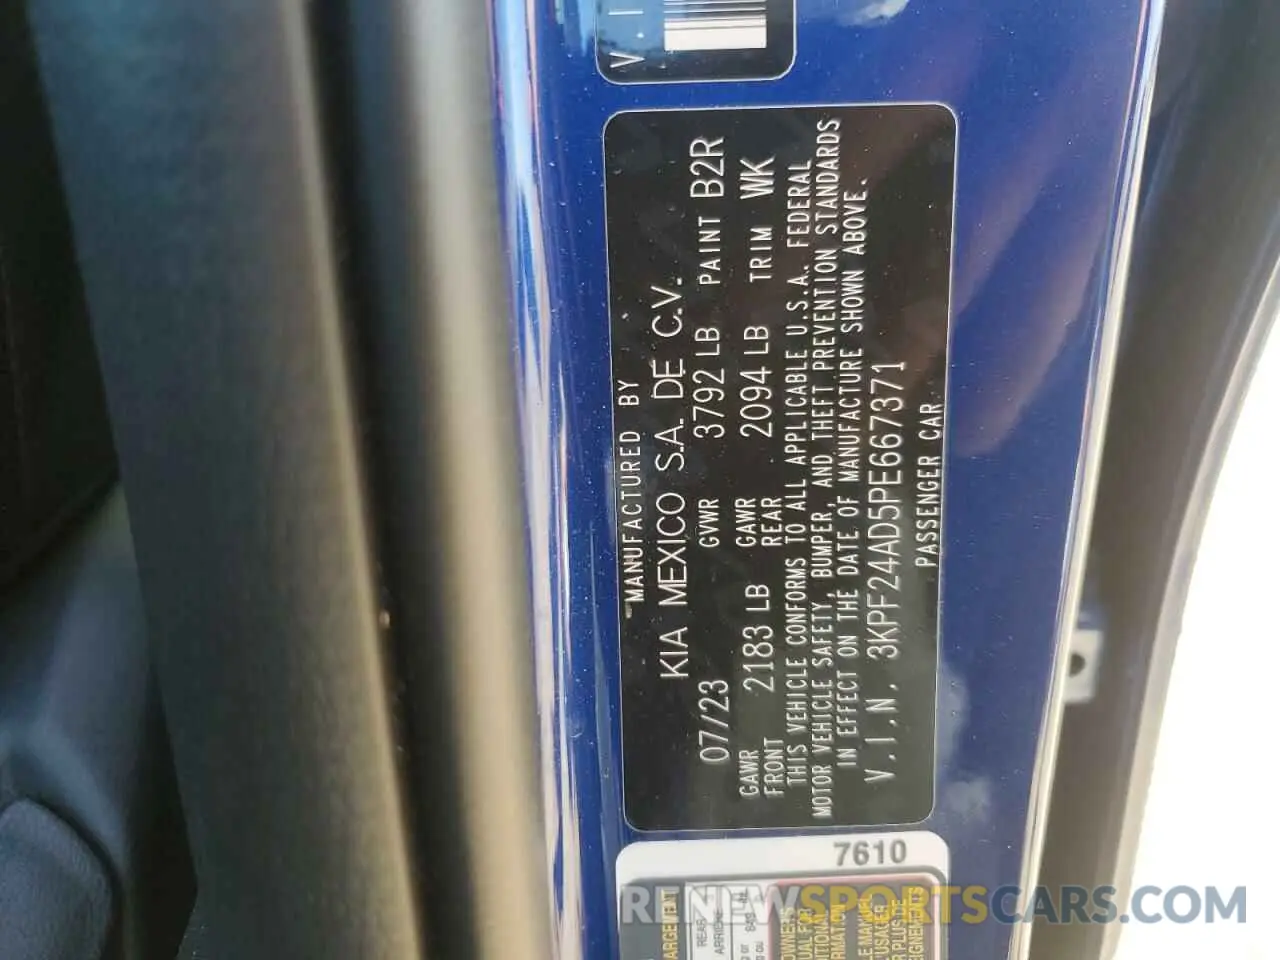 V.I
MANUFACTURED BY
KIA MEXICO S.A. DE C.V.
07/23 GVWR 3792 LB PAINT B2R
GAWR FRONT 2183 LB GAWR REAR 2094 LB TRIM WK
THIS VEHICLE CONFORMS TO ALL APPLICABLE U.S.A. FEDERAL
MOTOR VEHICLE SAFETY, BUMPER, AND THEFT PREVENTION STANDARDS
IN EFFECT ON THE DATE OF MANUFACTURE SHOWN ABOVE.
V.I.N. 3KPF24AD5PE667371
PASSENGER CAR
7610
REAR
RENEWSPORTSCARS.COM